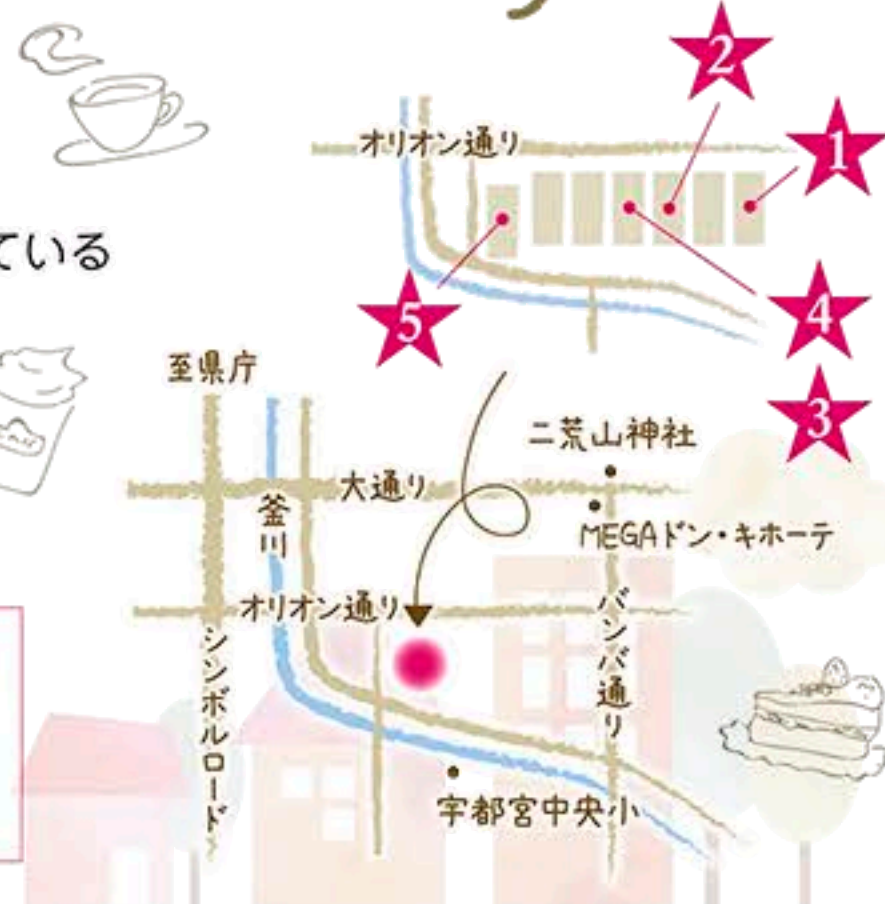 2
1
オリオン通り
ている
5
4
3
至県庁
二荒山神社
大通り
釜川
MEGAドン・キホーテ
オリオン通り
バンバ通り
シンボルロード
宇都宮中央小